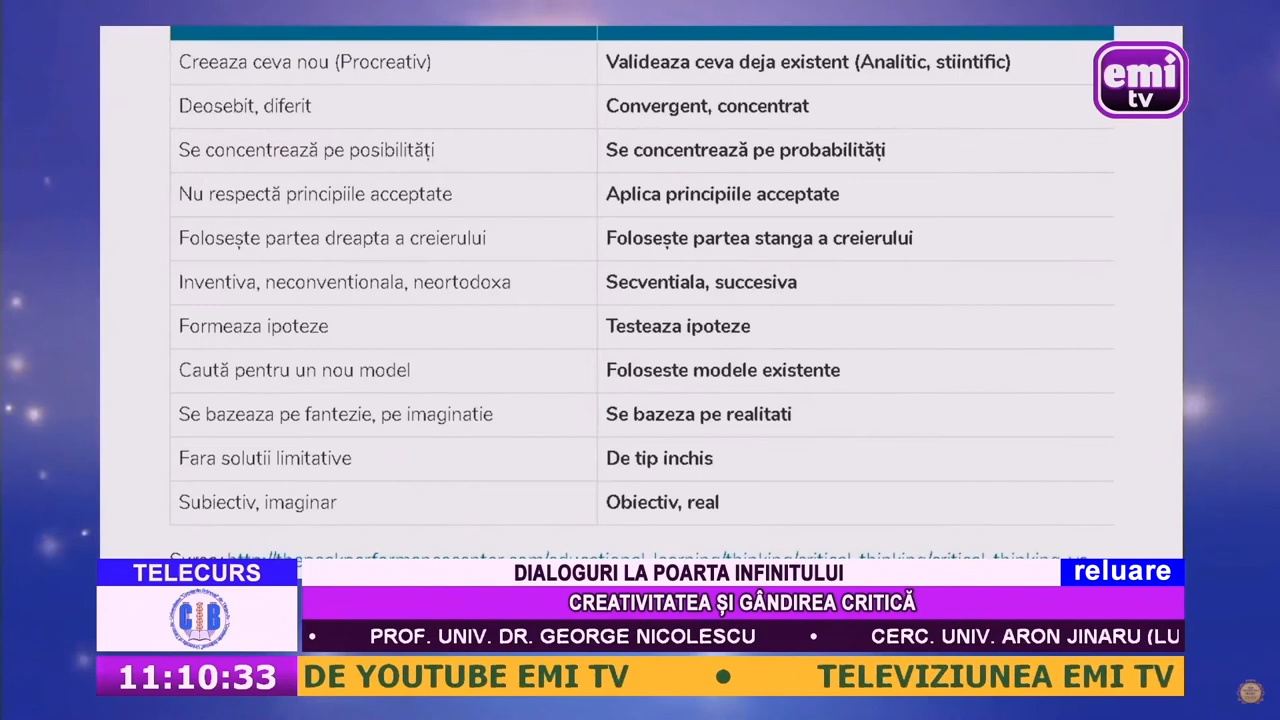 Creeaza ceva nou (Procreativ) Valideaza ceva deja existent (Analitic, stiintific)
Deosebit, diferit Convergent, concentrat
Se concentrează pe posibilități Se concentrează pe probabilități
Nu respectă principiile acceptate Aplica principiile acceptate
Folosește partea dreapta a creierului Folosește partea stanga a creierului
Inventiva, neconventionala, neortodoxa Secventiala, succesiva
Formeaza ipoteze Testeaza ipoteze
Caută pentru un nou model Foloseste modele existente
Se bazeaza pe fantezie, pe imaginatie Se bazeza pe realitati
Fara solutii limitative De tip inchis
Subiectiv, imaginar Obiectiv, real
emi
tv
TELECURS
DIALOGURI LA POARTA INFINITULUI
reluare
CREATIVITATEA ȘI GÂNDIREA CRITICĂ
CIB
• PROF. UNIV. DR. GEORGE NICOLESCU • CERC. UNIV. ARON JINARU (LU
11:10:33
DE YOUTUBE EMI TV • TELEVIZIUNEA EMI TV